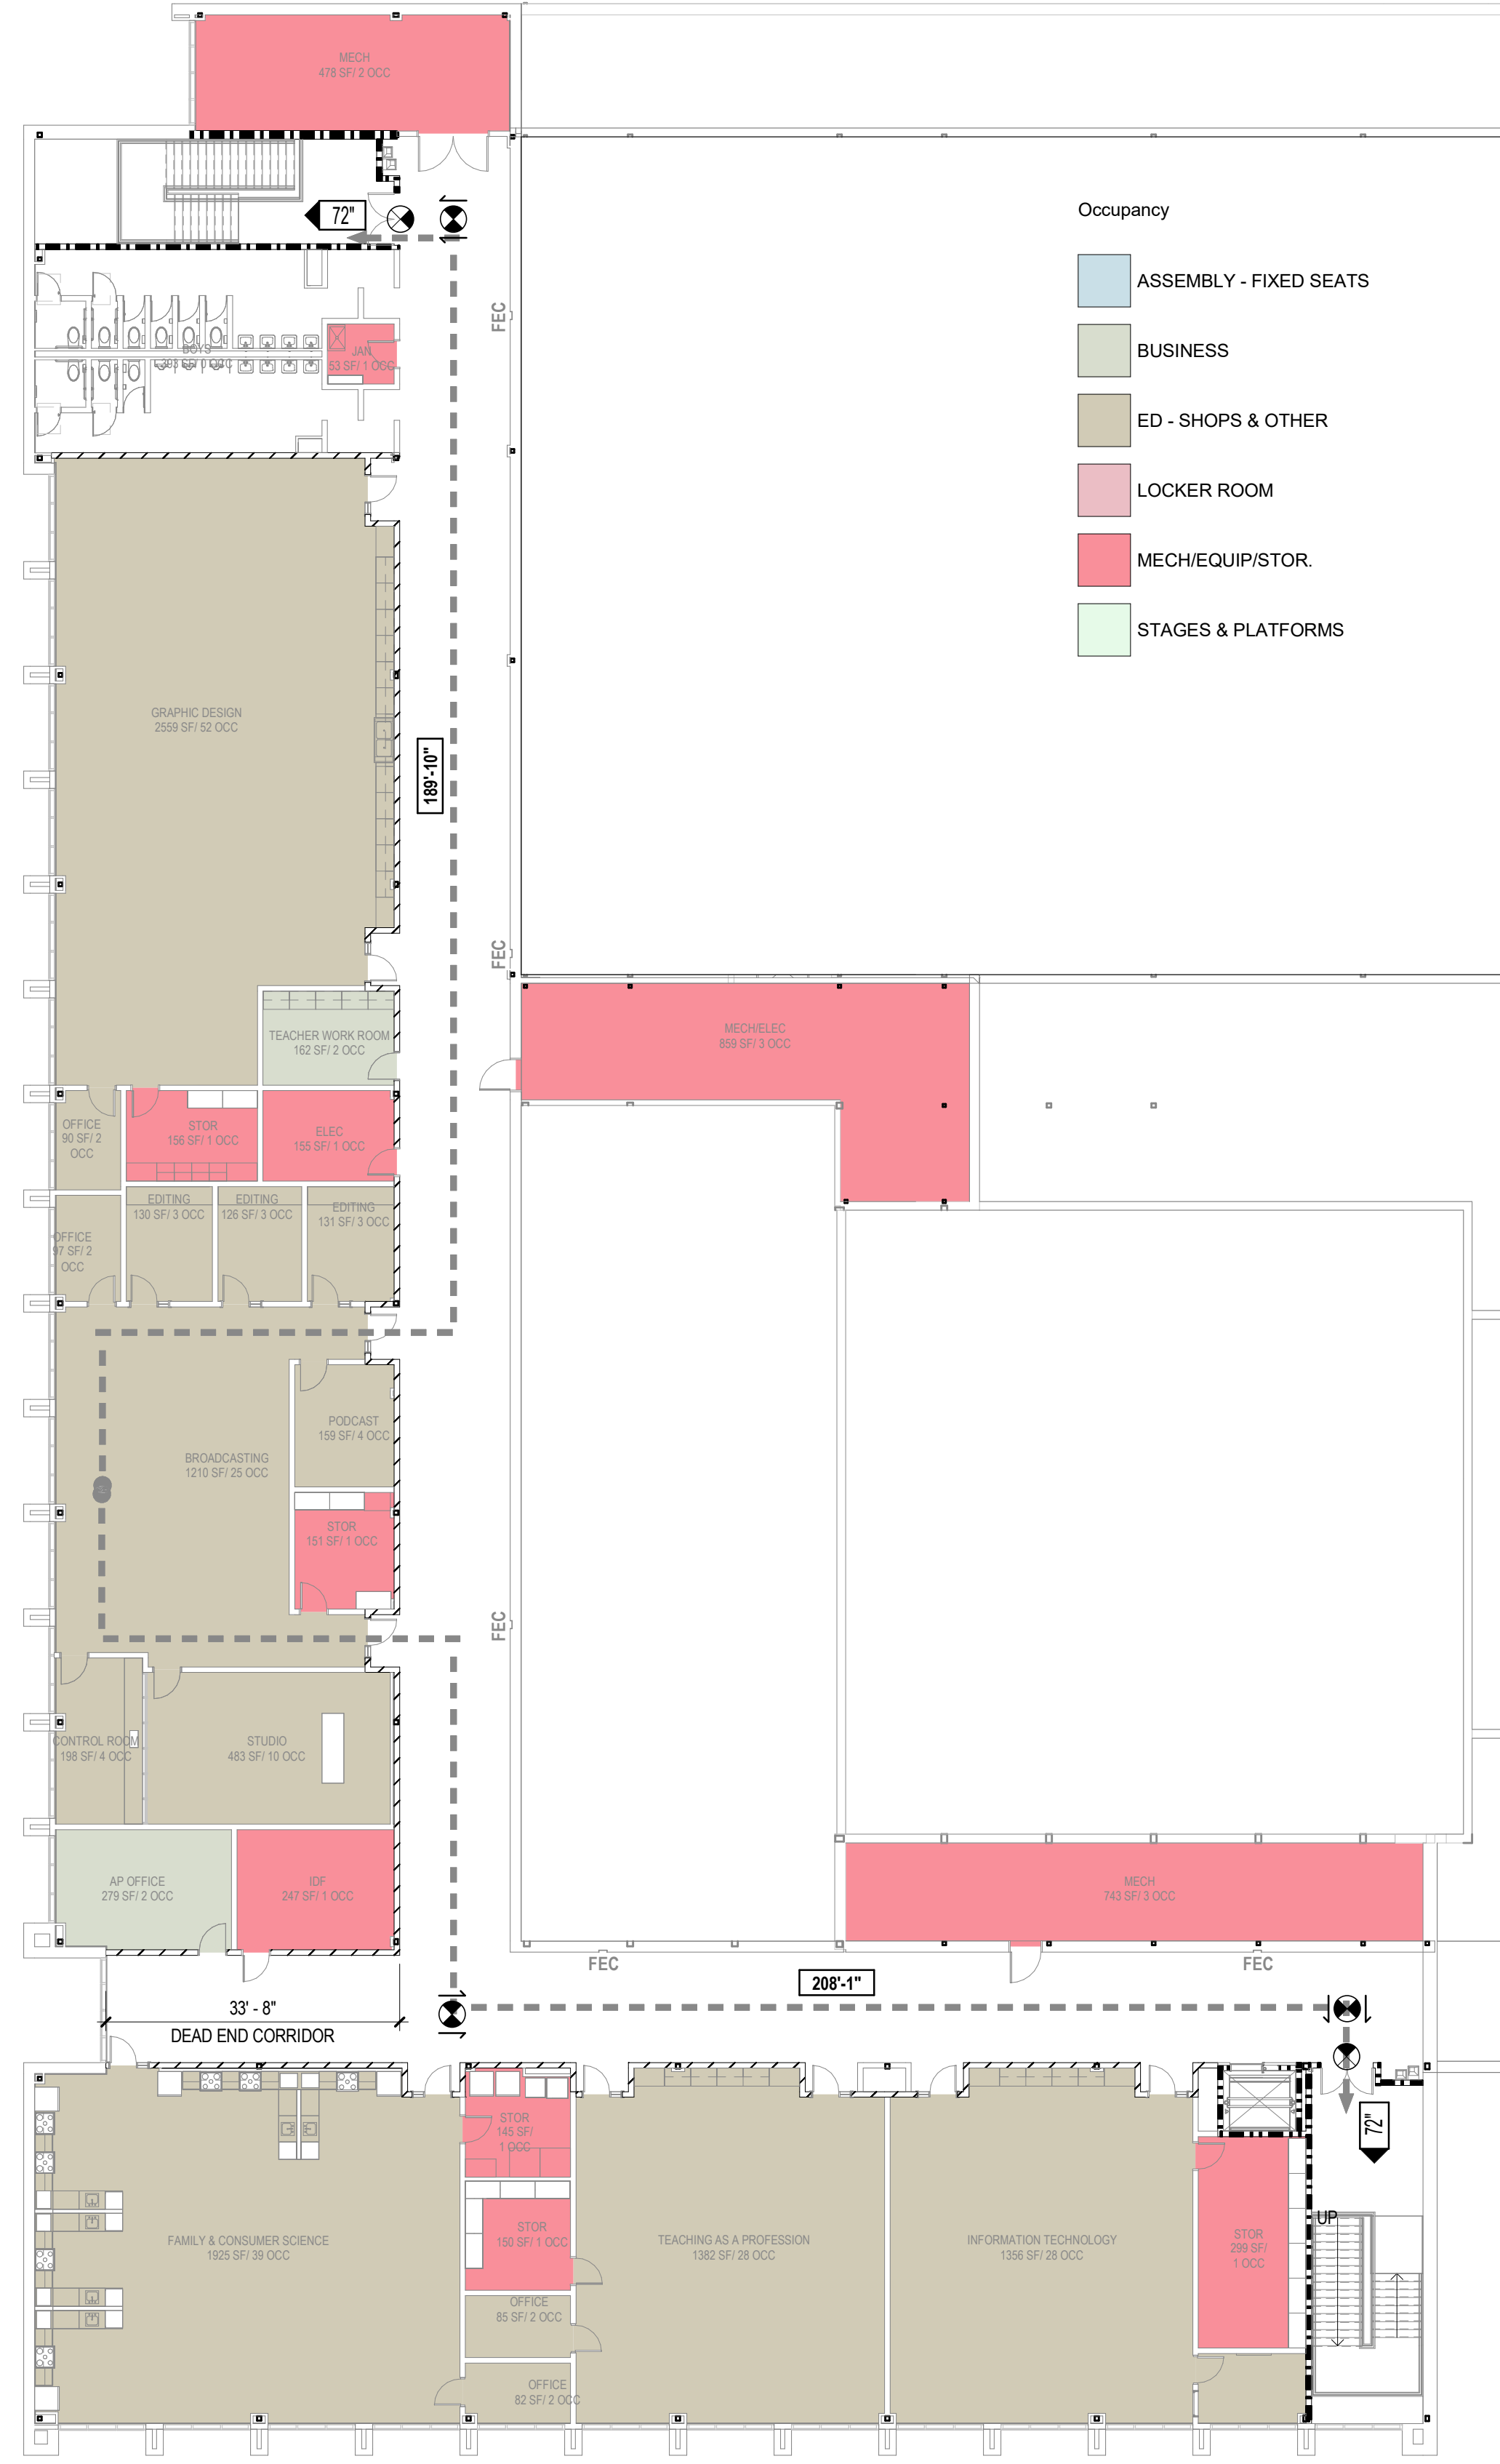 MECH
478 SF/ 2 OCC
72"
Occupancy
ASSEMBLY - FIXED SEATS
BUSINESS
ED - SHOPS & OTHER
LOCKER ROOM
MECH/EQUIP/STOR.
STAGES & PLATFORMS
FEC
BOYS
393 SF/ 0 OCC
JAN
53 SF/ 1 OCC
GRAPHIC DESIGN
2559 SF/ 52 OCC
189'-10"
FEC
TEACHER WORK ROOM
162 SF/ 2 OCC
MECH/ELEC
859 SF/ 3 OCC
OFFICE
90 SF/ 2
OCC
STOR
156 SF/ 1 OCC
ELEC
155 SF/ 1 OCC
EDITING
130 SF/ 3 OCC
EDITING
126 SF/ 3 OCC
EDITING
131 SF/ 3 OCC
OFFICE
97 SF/ 2
OCC
PODCAST
159 SF/ 4 OCC
BROADCASTING
1210 SF/ 25 OCC
STOR
151 SF/ 1 OCC
FEC
CONTROL ROOM
198 SF/ 4 OCC
STUDIO
483 SF/ 10 OCC
AP OFFICE
279 SF/ 2 OCC
IDF
247 SF/ 1 OCC
MECH
743 SF/ 3 OCC
FEC
FEC
208'-1"
33' - 8"
DEAD END CORRIDOR
72"
STOR
145 SF/
1 OCC
FAMILY & CONSUMER SCIENCE
1925 SF/ 39 OCC
STOR
150 SF/ 1 OCC
TEACHING AS A PROFESSION
1382 SF/ 28 OCC
INFORMATION TECHNOLOGY
1356 SF/ 28 OCC
STOR
299 SF/
1 OCC
UP
OFFICE
85 SF/ 2 OCC
OFFICE
82 SF/ 2 OCC